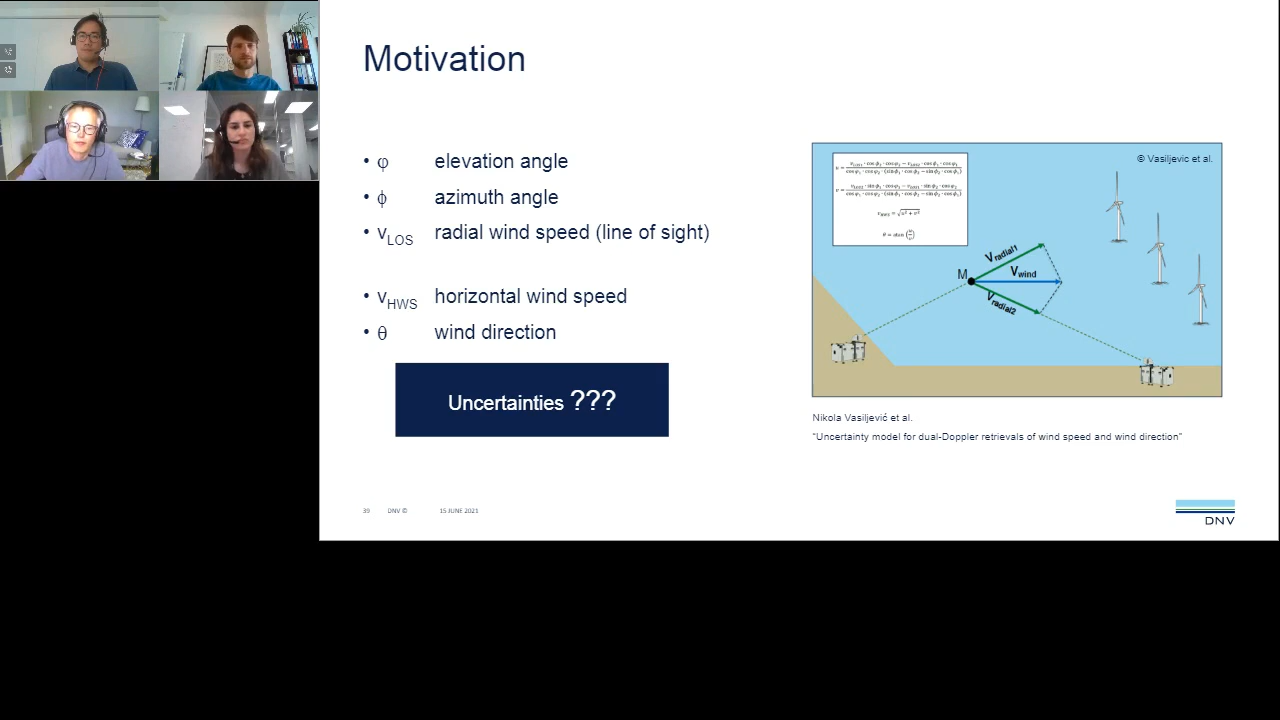 Motivation
• φ elevation angle
• ϕ azimuth angle
• vLOS radial wind speed (line of sight)
• vHWS horizontal wind speed
• θ wind direction
Uncertainties ???
© Vasiljevic et al.
Vradial1
M
Vwind
Vradial2
Nikola Vasiljević et al.
“Uncertainty model for dual-Doppler retrievals of wind speed and wind direction”
39 DNV © 15 JUNE 2021
DNV